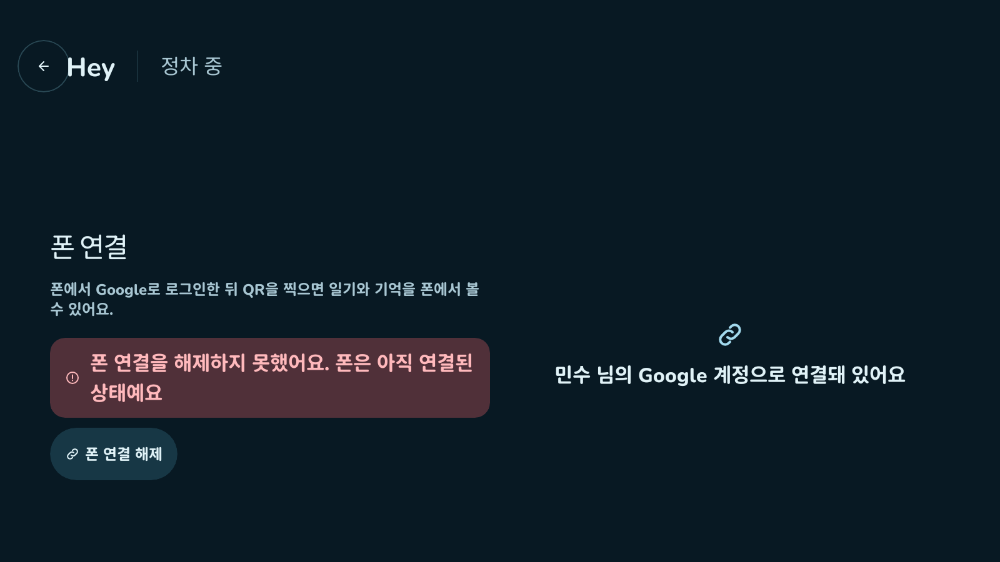 Hey
정차 중
폰 연결
폰에서 Google로 로그인한 뒤 QR을 찍으면 일기와 기억을 폰에서 볼
수 있어요.
폰 연결을 해제하지 못했어요. 폰은 아직 연결된
상태예요
폰 연결 해제
민수 님의 Google 계정으로 연결돼 있어요